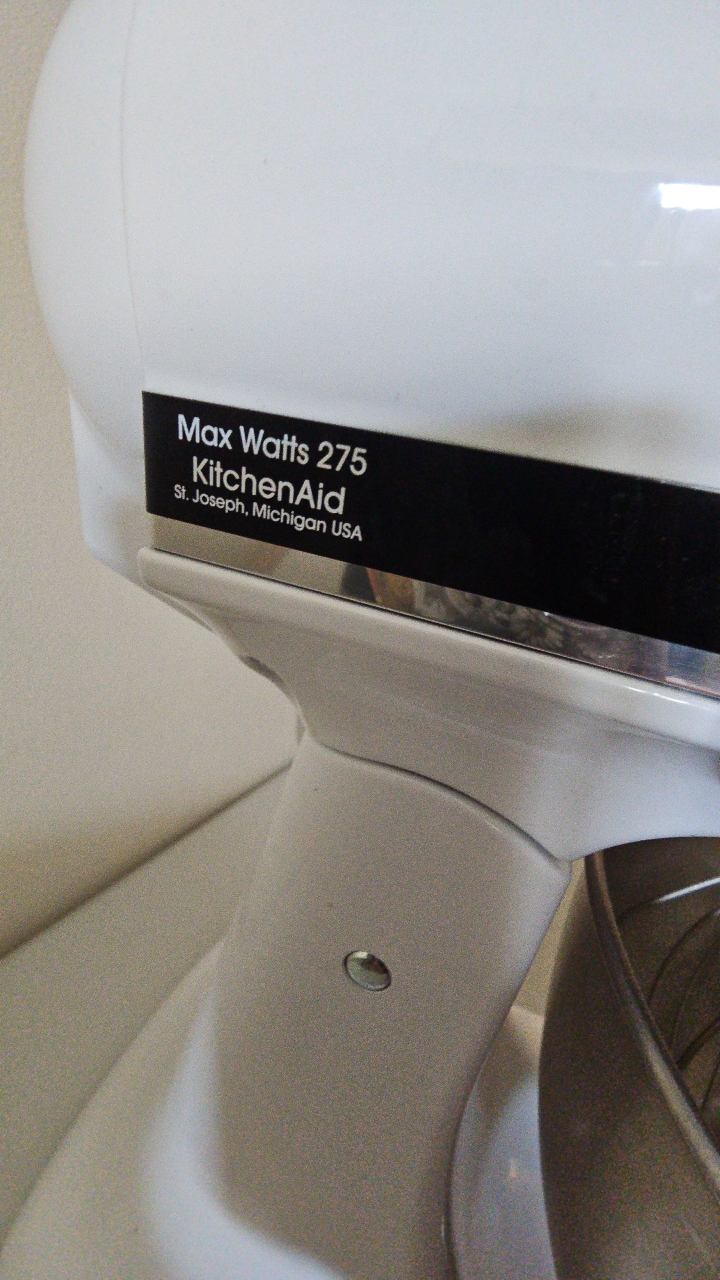 Max Watts 275
KitchenAid
St. Joseph, Michigan USA